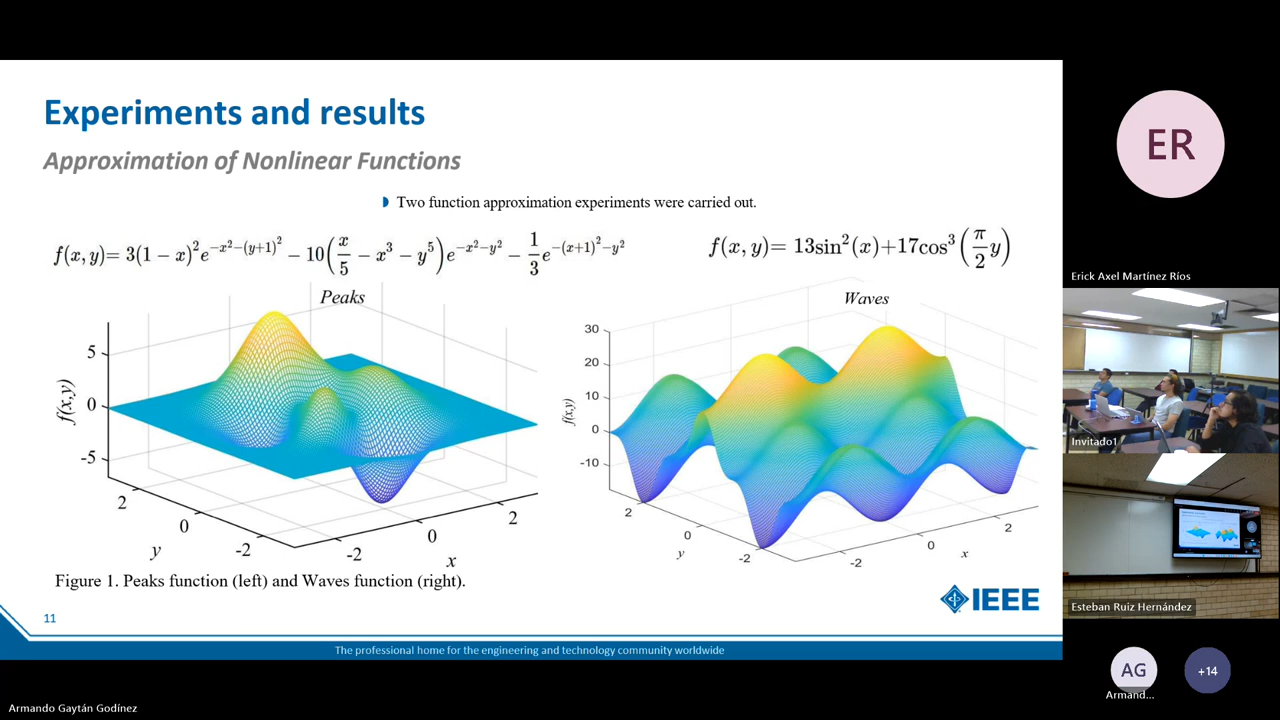 Experiments and results
Approximation of Nonlinear Functions
Two function approximation experiments were carried out.
f(x,y)= 3(1 − x)²e^{−x²−(y+1)²} − 10(x/5 − x³ − y⁵)e^{−x²−y²} − 1/3 e^{−(x+1)²−y²}
f(x,y)= 13sin²(x)+17cos³(π/2 y)
Peaks
Waves
5
0
-5
f(x,y)
2
0
-2
y
-2
0
2
x
30
20
10
0
-10
f(x,y)
2
0
-2
y
-2
0
2
x
Figure 1. Peaks function (left) and Waves function (right).
IEEE
11
The professional home for the engineering and technology community worldwide
ER
Erick Axel Martínez Ríos
Invitado1
Esteban Ruiz Hernández
AG
+14
Armand...
Armando Gaytán Godínez